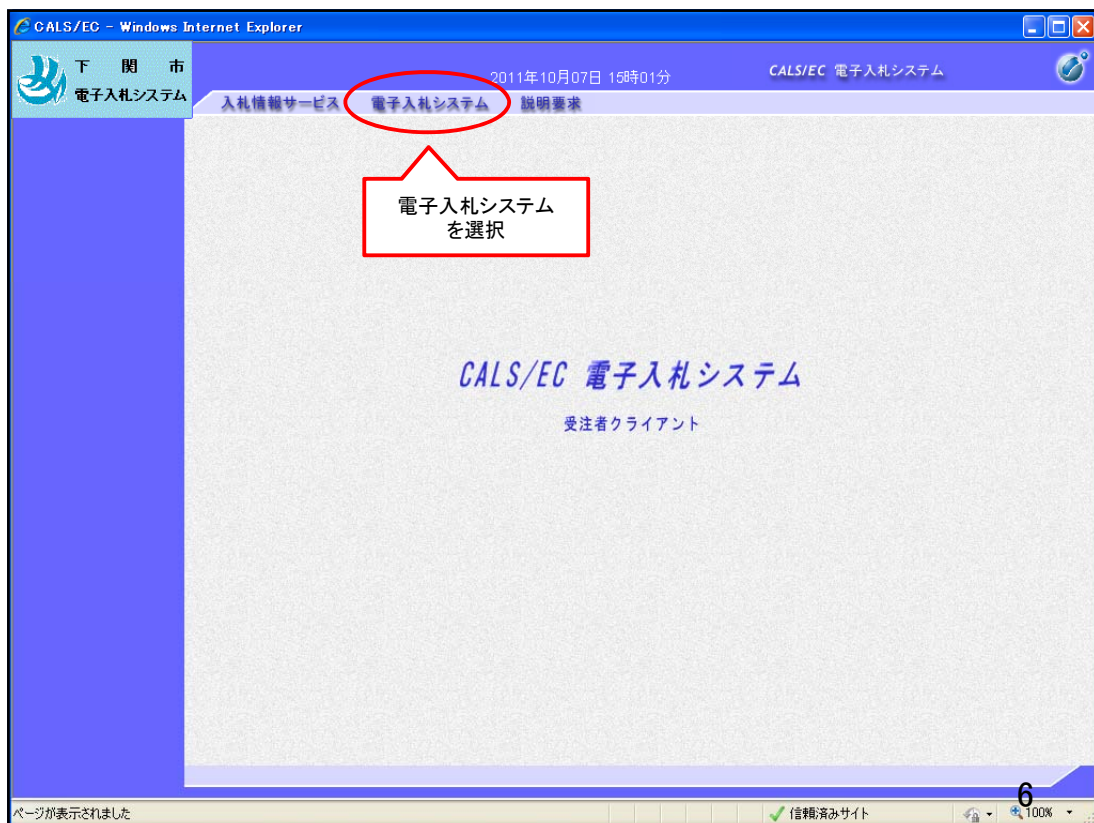 CALS/EC - Windows Internet Explorer
下 関 市
電子入札システム
2011年10月07日 15時01分
CALS/EC 電子入札システム
入札情報サービス 電子入札システム 説明要求
電子入札システム
を選択
CALS/EC 電子入札システム
受注者クライアント
6
ページが表示されました
信頼済みサイト
100%